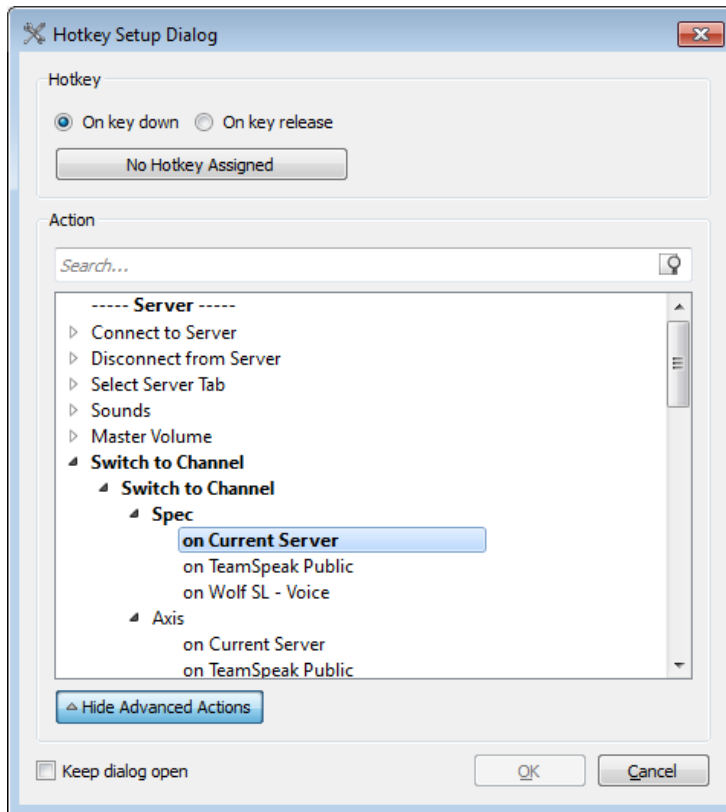 Hotkey Setup Dialog
Hotkey
On key down On key release
No Hotkey Assigned
Action
Search...
----- Server -----
Connect to Server
Disconnect from Server
Select Server Tab
Sounds
Master Volume
Switch to Channel
Switch to Channel
Spec
on Current Server
on TeamSpeak Public
on Wolf SL - Voice
Axis
on Current Server
on TeamSpeak Public
Hide Advanced Actions
Keep dialog open OK Cancel